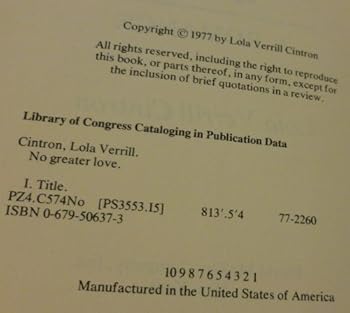 Copyright © 1977 by Lola Verrill Cintron
All rights reserved, including the right to reproduce
this book, or parts thereof, in any form, except for
the inclusion of brief quotations in a review.
Library of Congress Cataloging in Publication Data
Cintron, Lola Verrill.
No greater love.
I. Title.
PZ4.C574No [PS3553.I5] 813'.5'4 77-2260
ISBN 0-679-50637-3
10 9 8 7 6 5 4 3 2 1
Manufactured in the United States of America